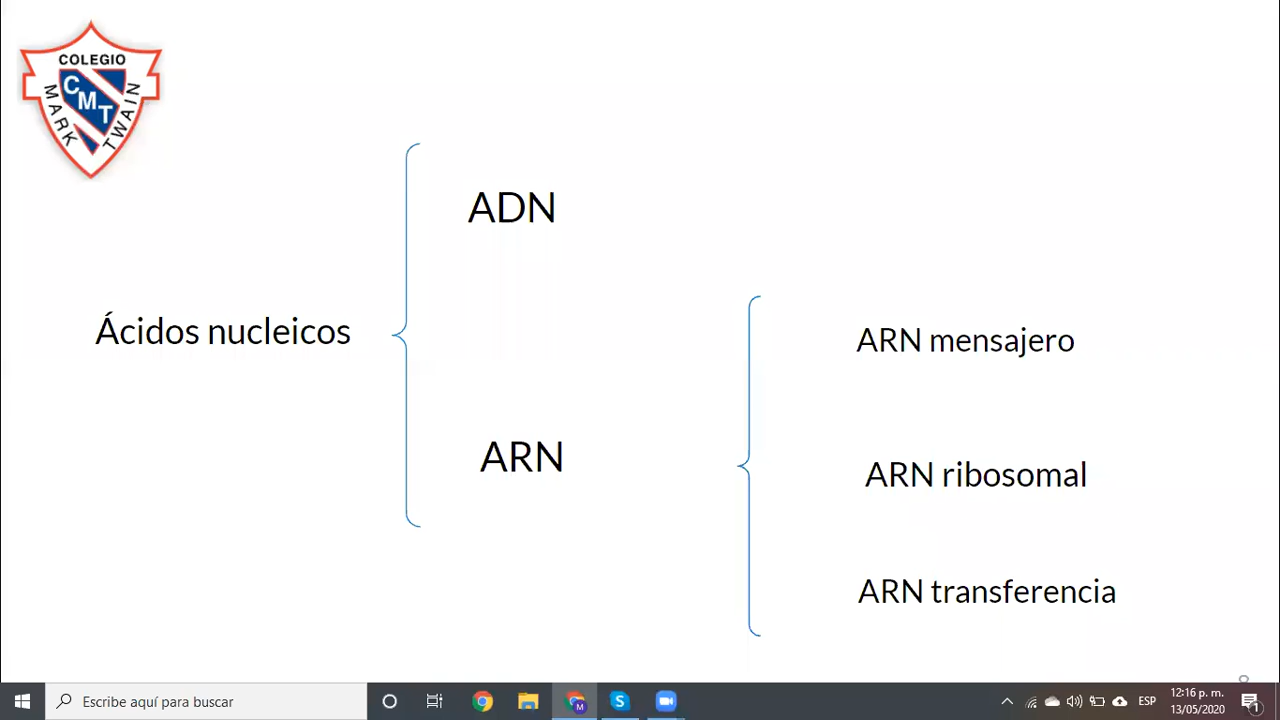 COLEGIO
CMT
MARK TWAIN
ADN
Ácidos nucleicos
ARN mensajero
ARN
ARN ribosomal
ARN transferencia
Escribe aquí para buscar
ESP
12:16 p. m.
13/05/2020
1